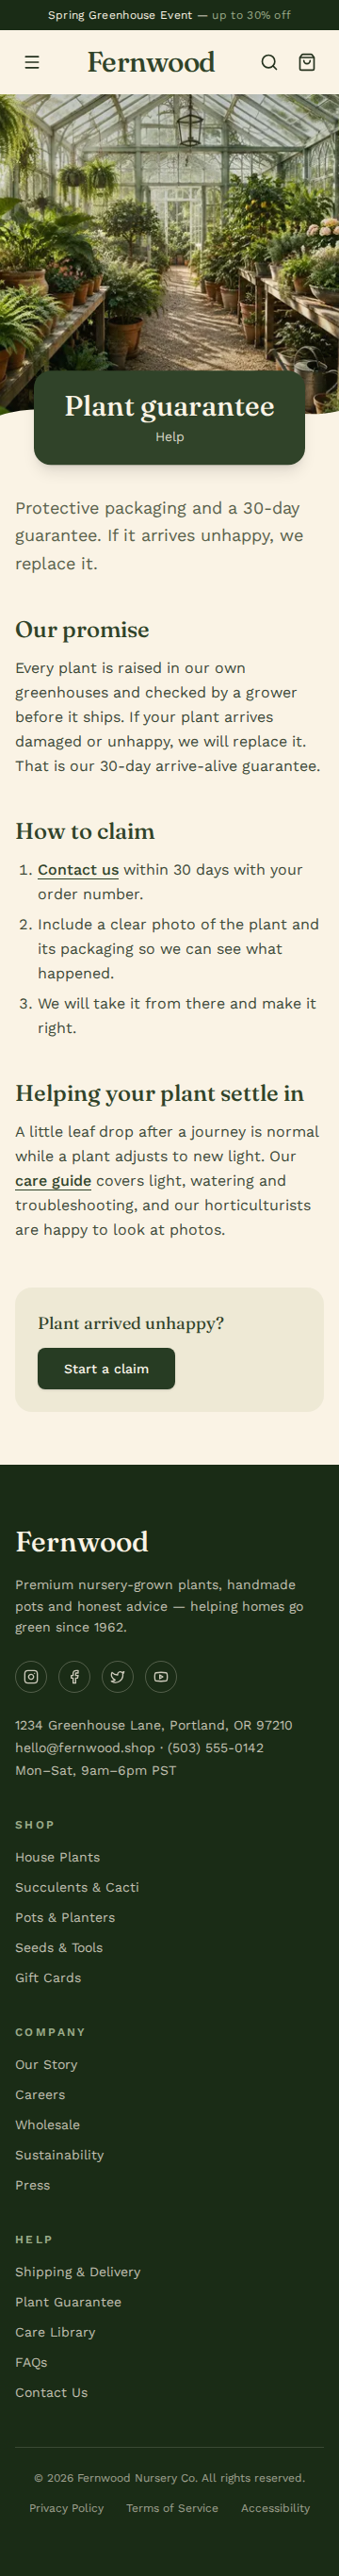 Spring Greenhouse Event — up to 30% off
Fernwood
Plant guarantee
Help
Protective packaging and a 30-day
guarantee. If it arrives unhappy, we
replace it.
Our promise
Every plant is raised in our own
greenhouses and checked by a grower
before it ships. If your plant arrives
damaged or unhappy, we will replace it.
That is our 30-day arrive-alive guarantee.
How to claim
1. Contact us within 30 days with your
order number.
2. Include a clear photo of the plant and
its packaging so we can see what
happened.
3. We will take it from there and make it
right.
Helping your plant settle in
A little leaf drop after a journey is normal
while a plant adjusts to new light. Our
care guide covers light, watering and
troubleshooting, and our horticulturists
are happy to look at photos.
Plant arrived unhappy?
Start a claim
Fernwood
Premium nursery-grown plants, handmade
pots and honest advice — helping homes go
green since 1962.
1234 Greenhouse Lane, Portland, OR 97210
hello@fernwood.shop · (503) 555-0142
Mon–Sat, 9am–6pm PST
SHOP
House Plants
Succulents & Cacti
Pots & Planters
Seeds & Tools
Gift Cards
COMPANY
Our Story
Careers
Wholesale
Sustainability
Press
HELP
Shipping & Delivery
Plant Guarantee
Care Library
FAQs
Contact Us
© 2026 Fernwood Nursery Co. All rights reserved.
Privacy Policy Terms of Service Accessibility